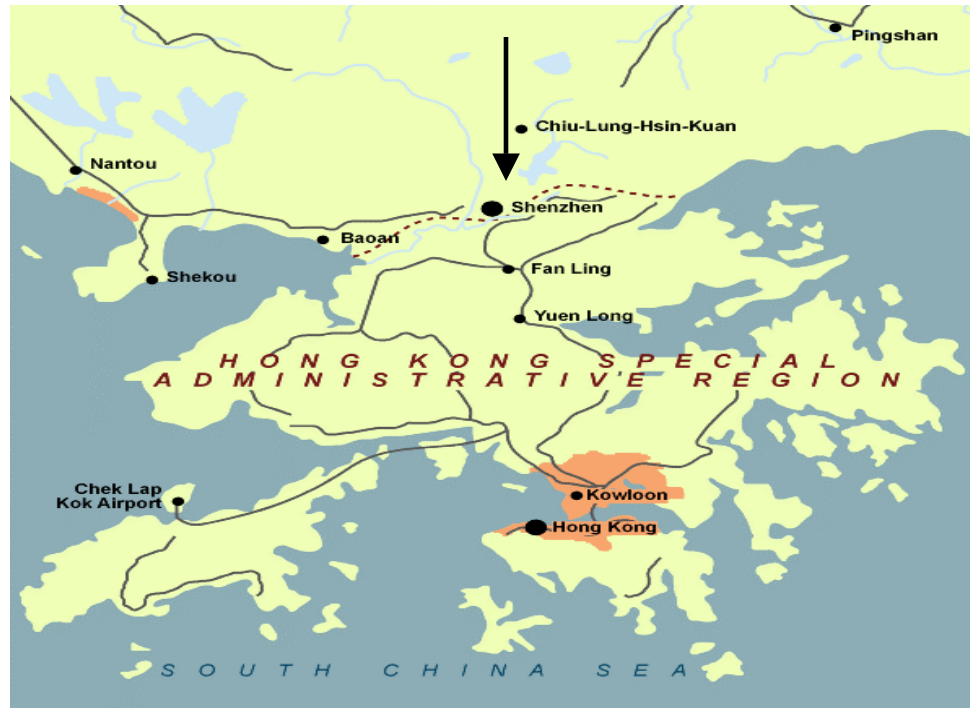 Pingshan
Chiu-Lung-Hsin-Kuan
Nantou
Shenzhen
Baoan
Shekou
Fan Ling
Yuen Long
HONG KONG SPECIAL
ADMINISTRATIVE REGION
Chek Lap
Kok Airport
Kowloon
Hong Kong
SOUTH CHINA SEA